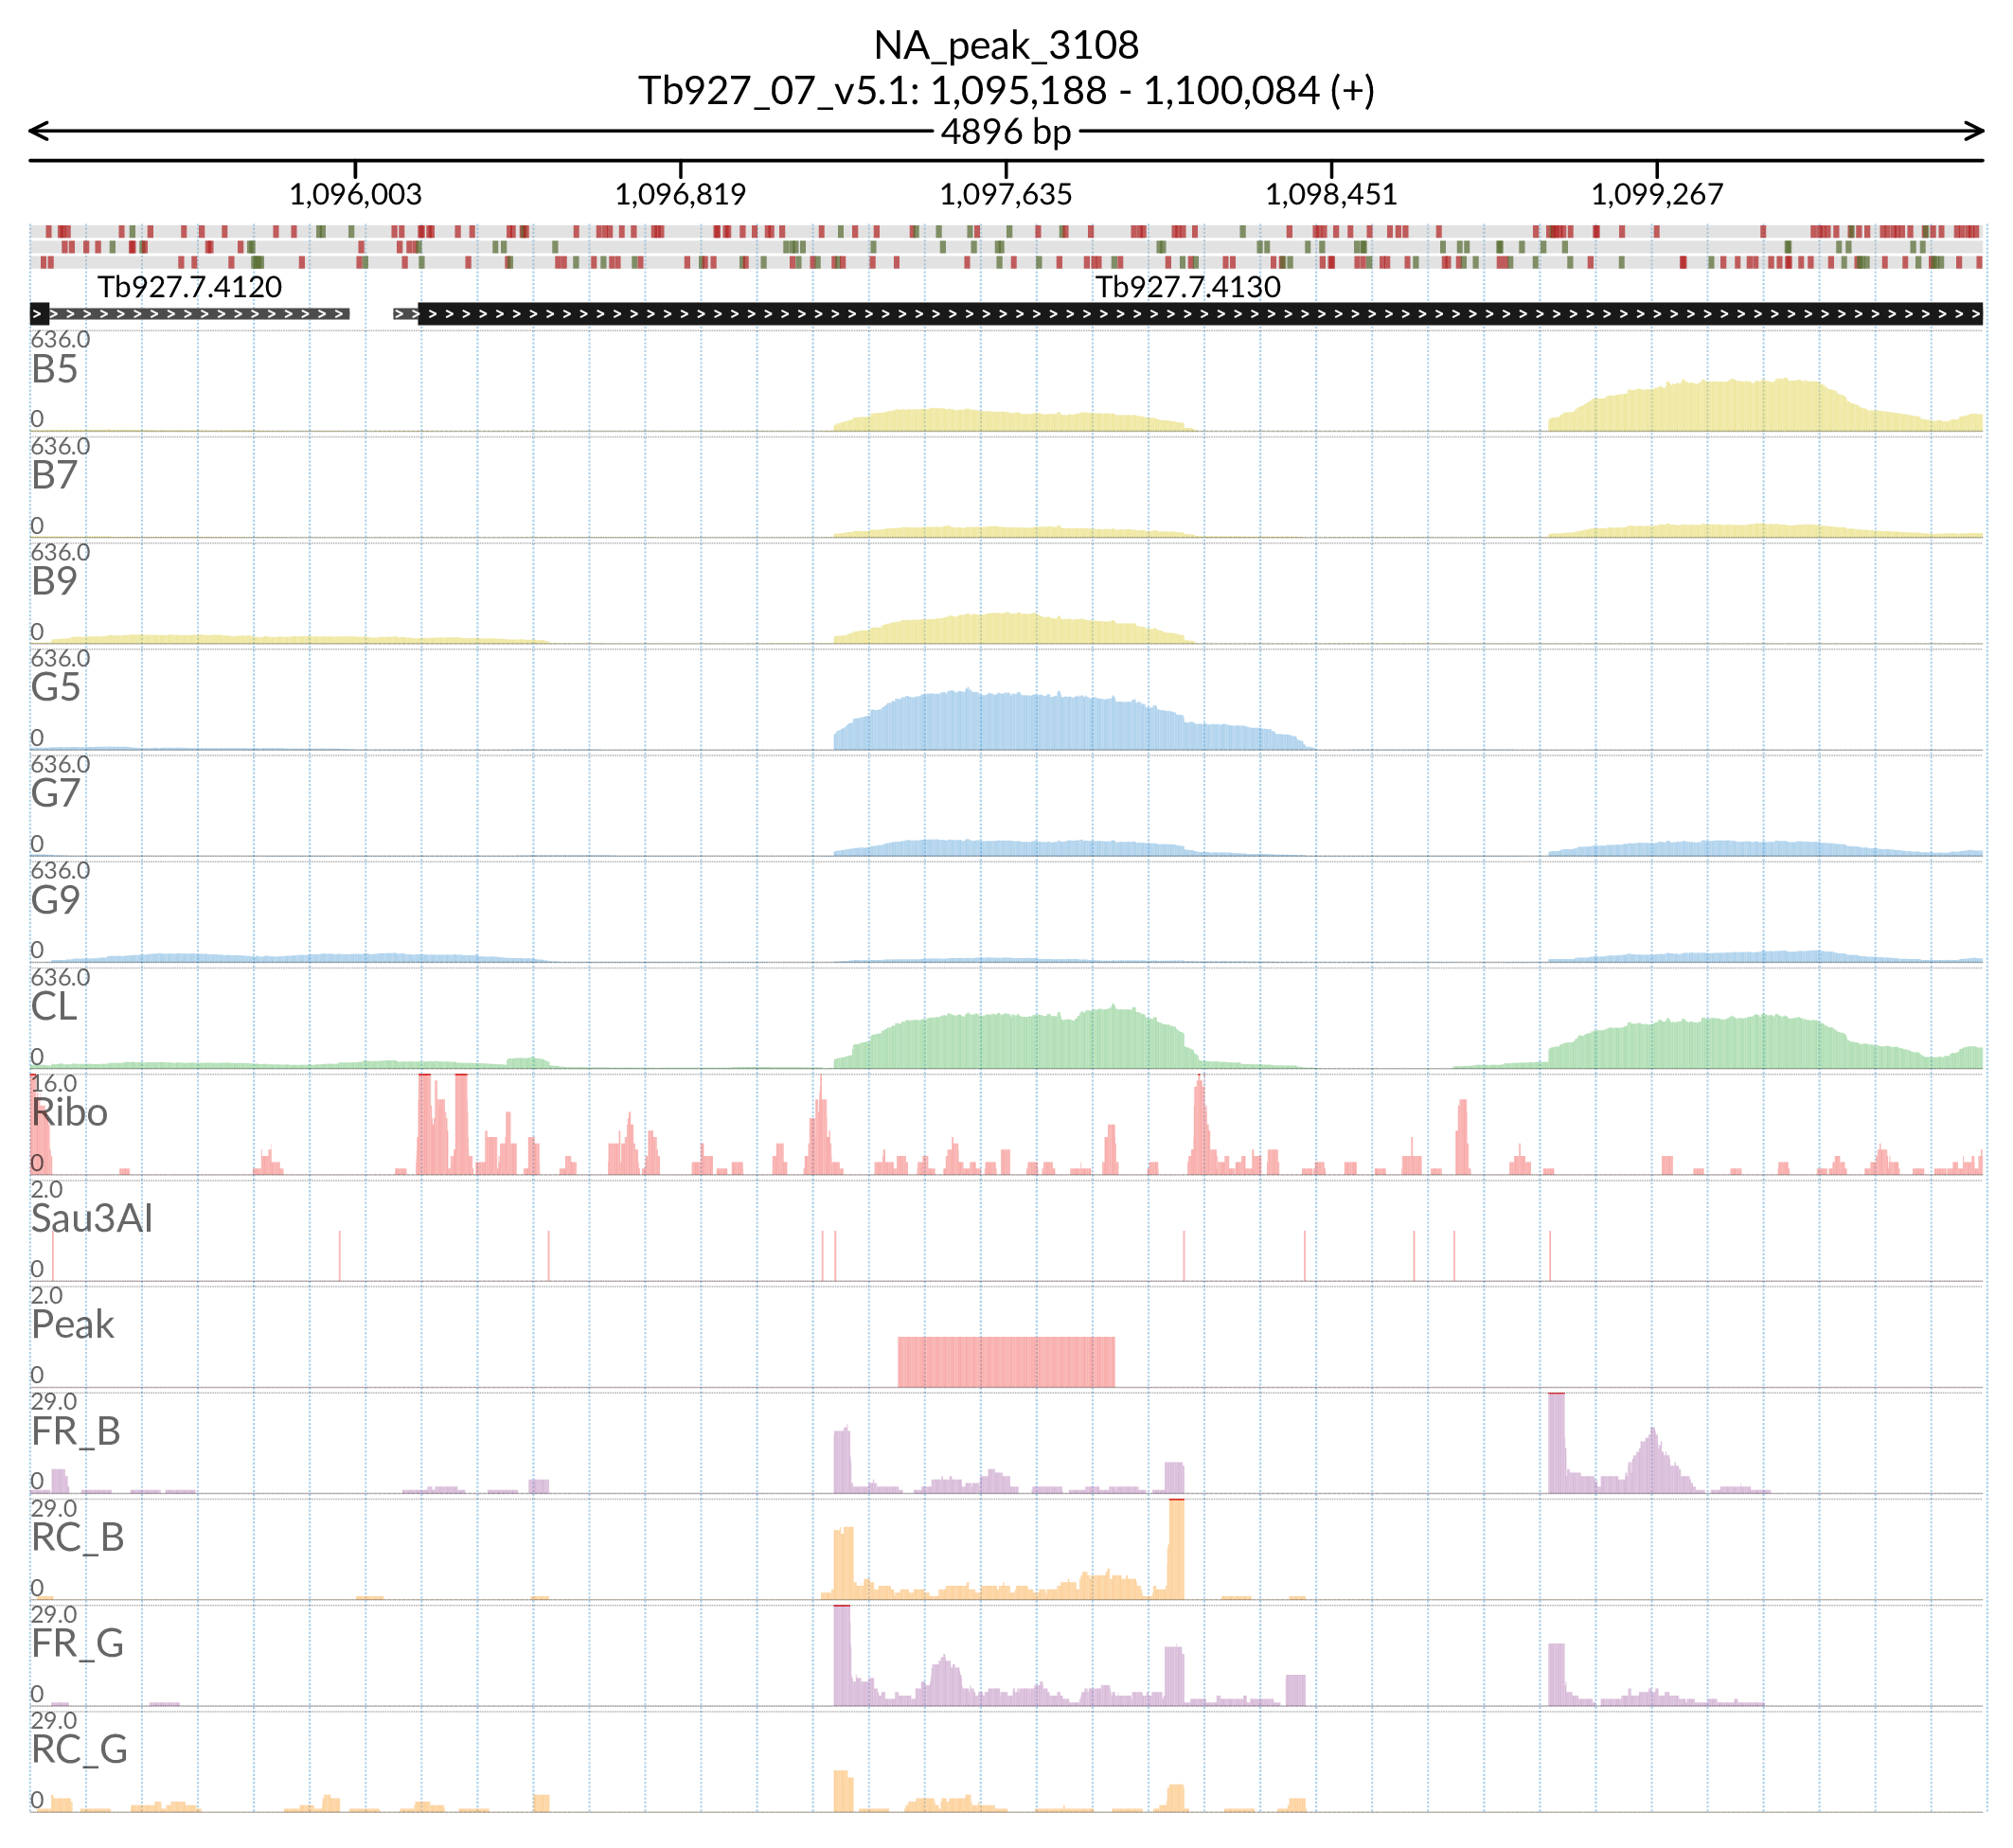 NA_peak_3108
Tb927_07_v5.1: 1,095,188 - 1,100,084 (+)
4896 bp
1,096,003 1,096,819 1,097,635 1,098,451 1,099,267
Tb927.7.4120 Tb927.7.4130
636.0
B5
0
636.0
B7
0
636.0
B9
0
636.0
G5
0
636.0
G7
0
636.0
G9
0
636.0
CL
0
16.0
Ribo
0
2.0
Sau3AI
0
2.0
Peak
0
29.0
FR_B
0
29.0
RC_B
0
29.0
FR_G
0
29.0
RC_G
0